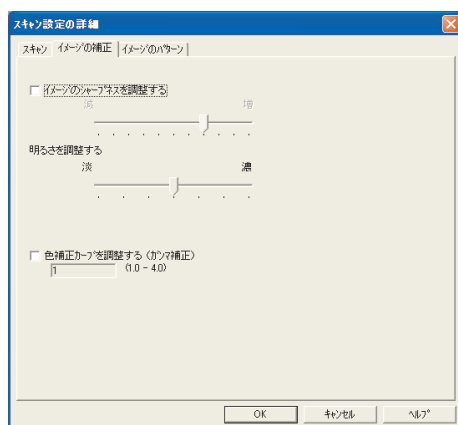 スキャン設定の詳細
スキャン イメージの補正 イメージのパターン
イメージのシャープネスを調整する
減 増
明るさを調整する
淡 濃
色補正カーブを調整する (ガンマ補正)
1 (1.0 - 4.0)
OK キャンセル ヘルプ